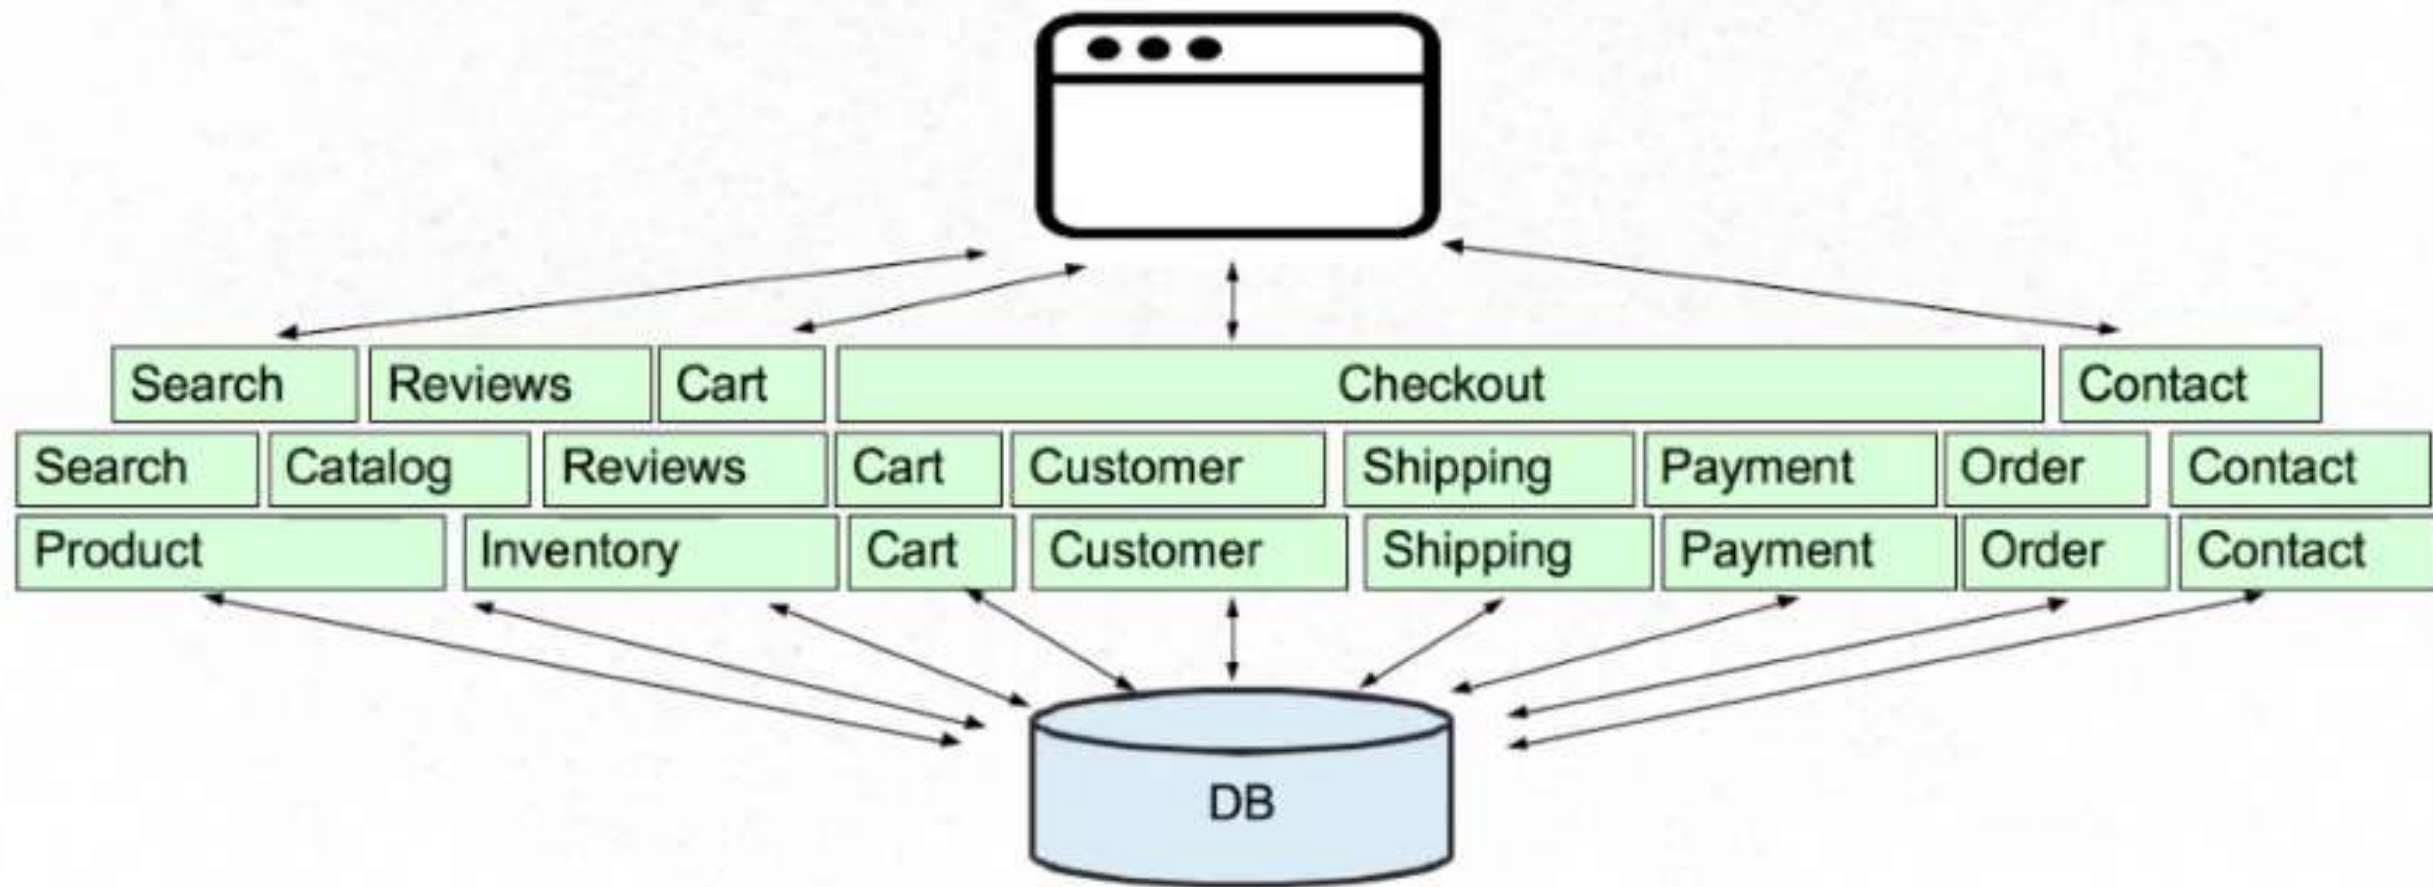 Search Reviews Cart Checkout Contact
Search Catalog Reviews Cart Customer Shipping Payment Order Contact
Product Inventory Cart Customer Shipping Payment Order Contact
DB